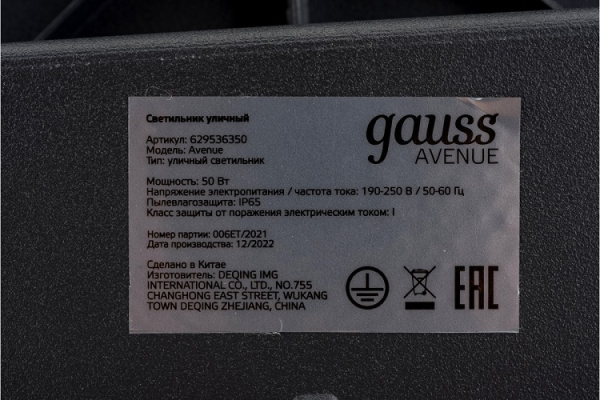 Светильник уличный
gauss
AVENUE
Артикул: 629536350
Модель: Avenue
Тип: уличный светильник
Мощность: 50 Вт
Напряжение электропитания / частота тока: 190-250 В / 50-60 Гц
Пылевлагозащита: IP65
Класс защиты от поражения электрическим током: I
Номер партии: 006ET/2021
Дата производства: 12/2022
Сделано в Китае
Изготовитель: DEQING IMG
INTERNATIONAL CO., LTD., NO.755
CHANGHONG EAST STREET, WUKANG
TOWN DEQING ZHEJIANG, CHINA
EAC